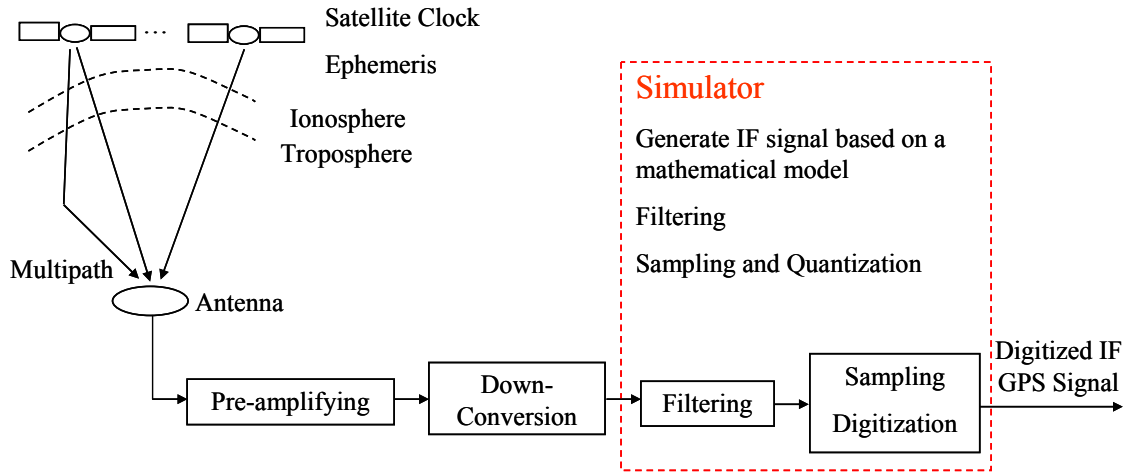 Satellite Clock
...
Ephemeris
Ionosphere
Troposphere
Multipath
Antenna
Simulator
Generate IF signal based on a
mathematical model
Filtering
Sampling and Quantization
Pre-amplifying
Down-
Conversion
Filtering
Sampling
Digitization
Digitized IF
GPS Signal